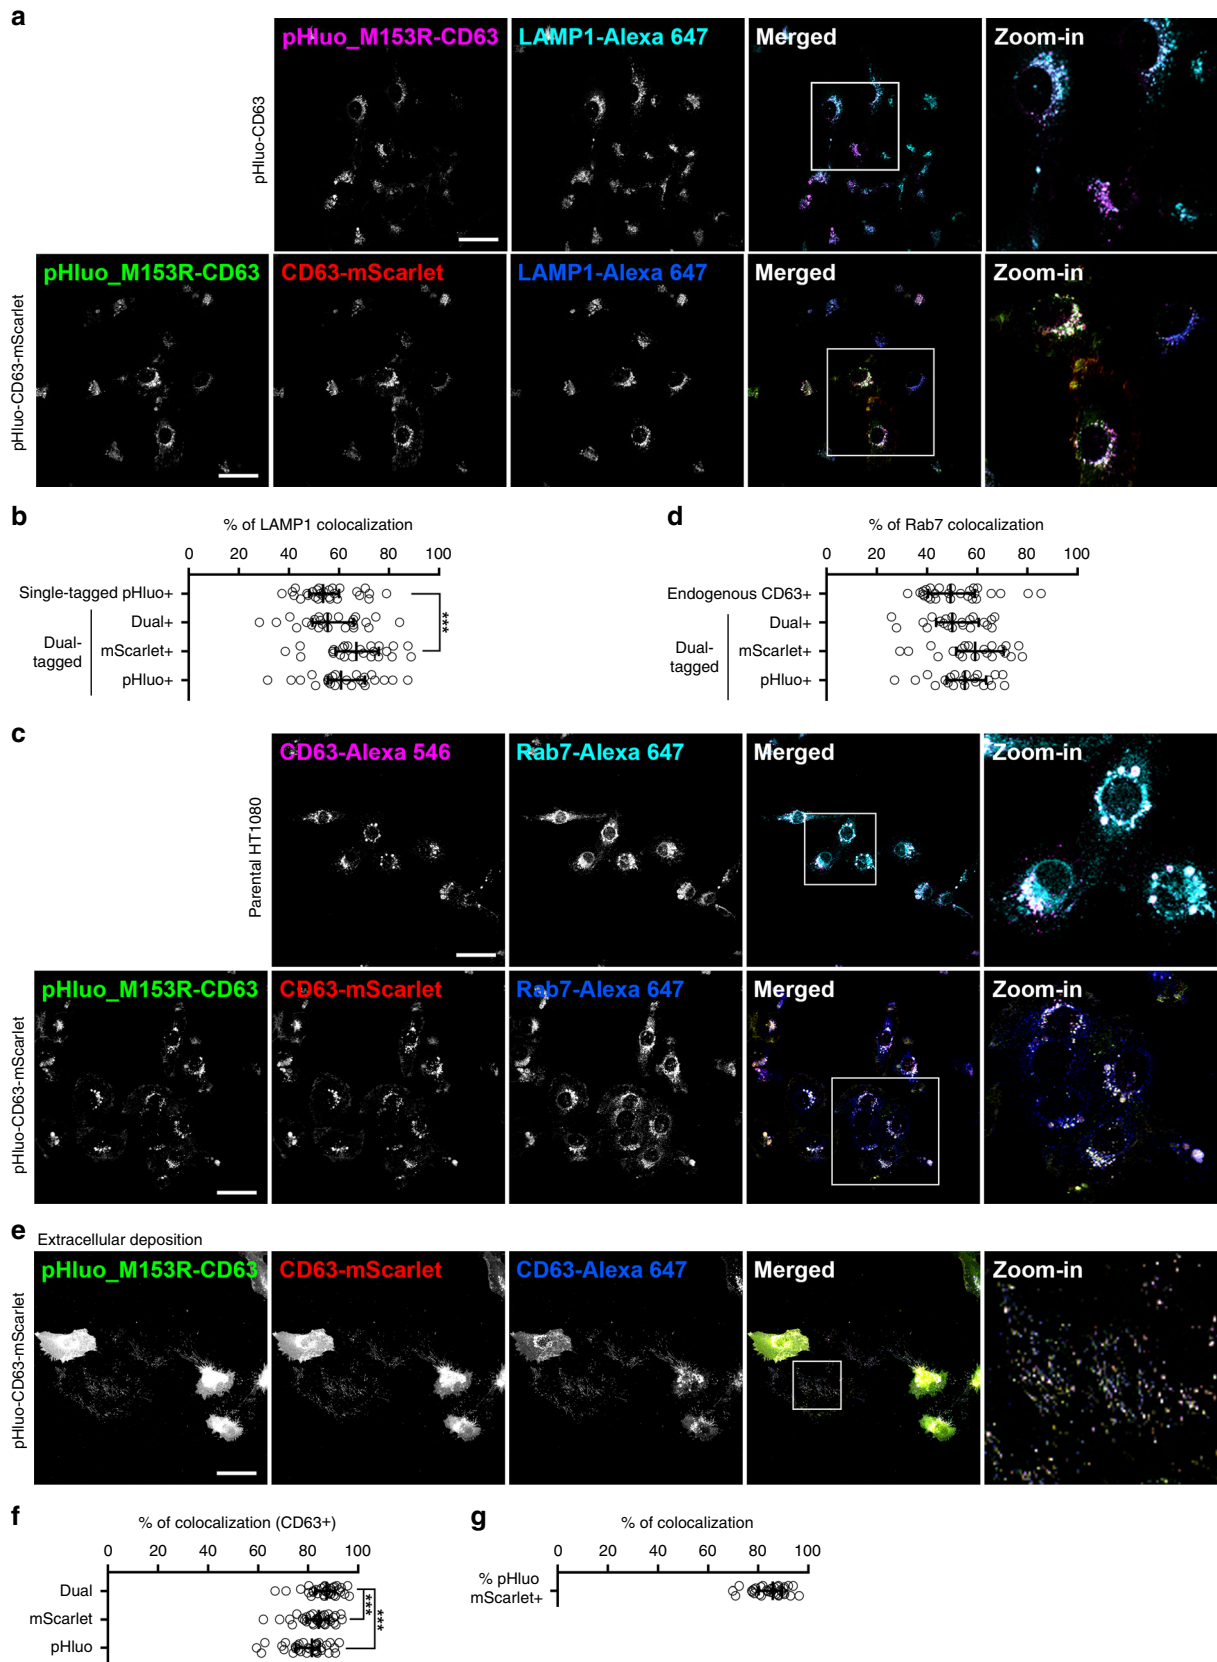 a
pHluo_M153R-CD63
LAMP1-Alexa 647
Merged
Zoom-in
pHluo-CD63
pHluo_M153R-CD63
CD63-mScarlet
LAMP1-Alexa 647
Merged
Zoom-in
pHluo-CD63-mScarlet
b
% of LAMP1 colocalization
0 20 40 60 80 100
Single-tagged pHluo+
Dual+
mScarlet+
pHluo+
Dual-
tagged
***
d
% of Rab7 colocalization
0 20 40 60 80 100
Endogenous CD63+
Dual+
mScarlet+
pHluo+
Dual-
tagged
c
CD63-Alexa 546
Rab7-Alexa 647
Merged
Zoom-in
Parental HT1080
pHluo_M153R-CD63
CD63-mScarlet
Rab7-Alexa 647
Merged
Zoom-in
pHluo-CD63-mScarlet
e
Extracellular deposition
pHluo_M153R-CD63
CD63-mScarlet
CD63-Alexa 647
Merged
Zoom-in
pHluo-CD63-mScarlet
f
% of colocalization (CD63+)
0 20 40 60 80 100
Dual
mScarlet
pHluo
***
***
g
% of colocalization
0 20 40 60 80 100
% pHluo
mScarlet+